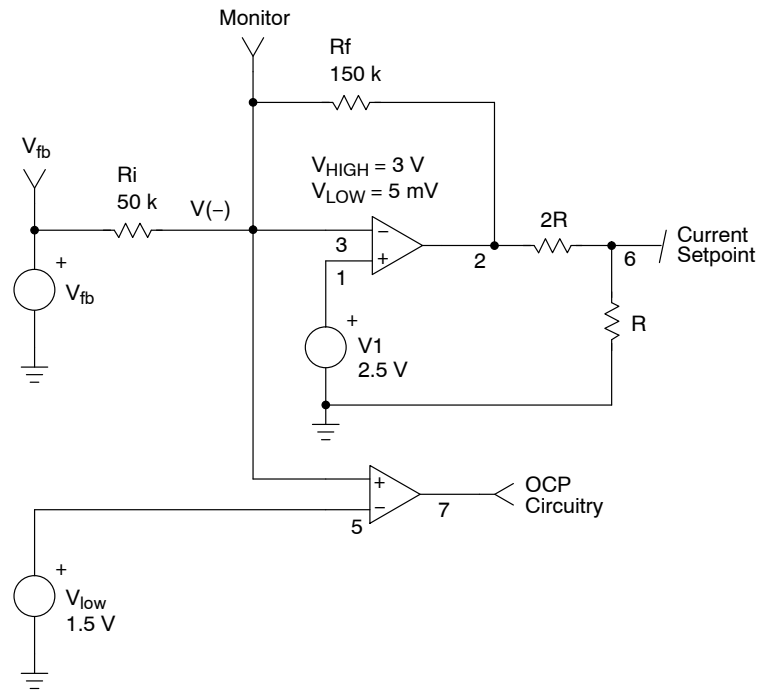 Monitor
Rf
150 k
Vfb
Ri
50 k
VHIGH = 3 V
VLOW = 5 mV
V(−)
2R
Current
Setpoint
3
−
+
1
2
6
+
Vfb
R
+
V1
2.5 V
+
−
OCP
Circuitry
5
7
+
Vlow
1.5 V